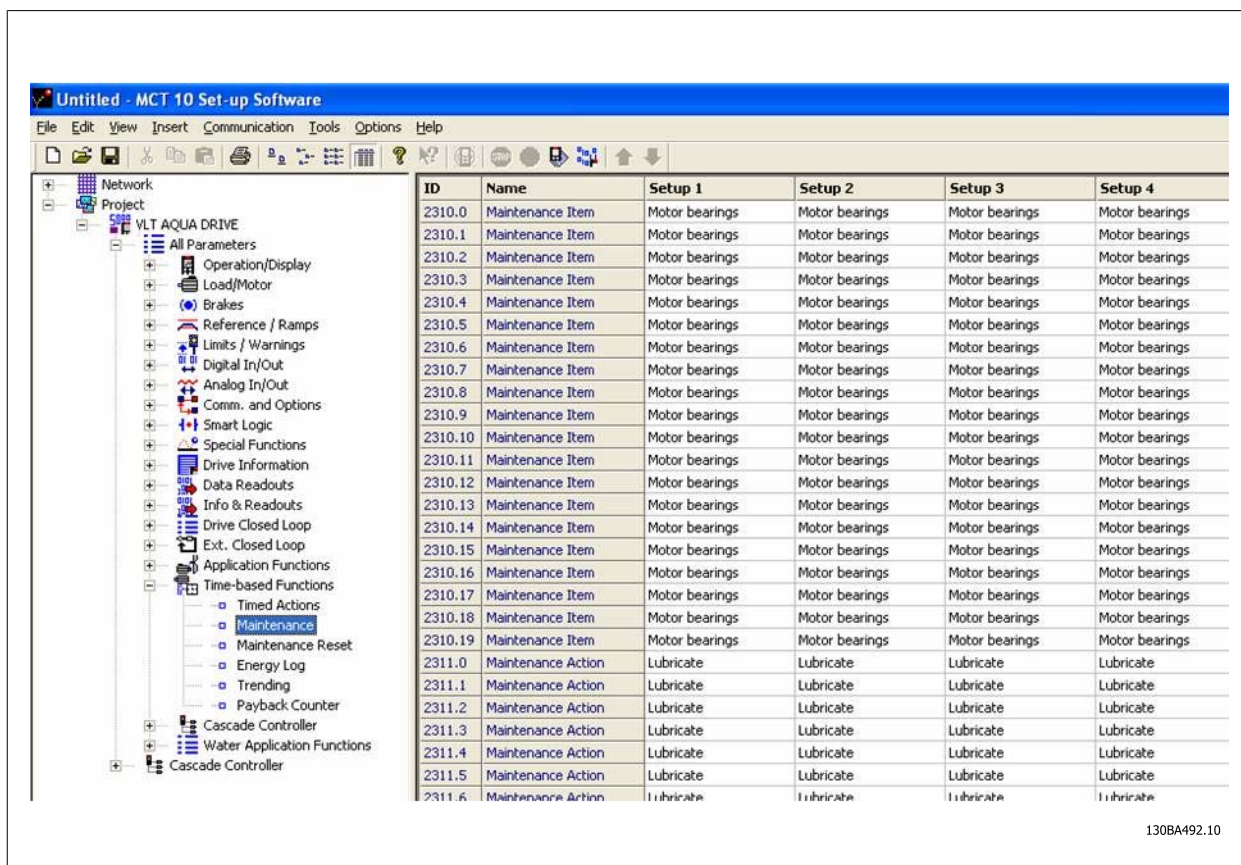 Untitled - MCT 10 Set-up Software
File Edit View Insert Communication Tools Options Help
Network
Project
VLT AQUA DRIVE
All Parameters
Operation/Display
Load/Motor
Brakes
Reference / Ramps
Limits / Warnings
Digital In/Out
Analog In/Out
Comm. and Options
Smart Logic
Special Functions
Drive Information
Data Readouts
Info & Readouts
Drive Closed Loop
Ext. Closed Loop
Application Functions
Time-based Functions
Timed Actions
Maintenance
Maintenance Reset
Energy Log
Trending
Payback Counter
Cascade Controller
Water Application Functions
Cascade Controller
ID Name Setup 1 Setup 2 Setup 3 Setup 4
2310.0 Maintenance Item Motor bearings Motor bearings Motor bearings Motor bearings
2310.1 Maintenance Item Motor bearings Motor bearings Motor bearings Motor bearings
2310.2 Maintenance Item Motor bearings Motor bearings Motor bearings Motor bearings
2310.3 Maintenance Item Motor bearings Motor bearings Motor bearings Motor bearings
2310.4 Maintenance Item Motor bearings Motor bearings Motor bearings Motor bearings
2310.5 Maintenance Item Motor bearings Motor bearings Motor bearings Motor bearings
2310.6 Maintenance Item Motor bearings Motor bearings Motor bearings Motor bearings
2310.7 Maintenance Item Motor bearings Motor bearings Motor bearings Motor bearings
2310.8 Maintenance Item Motor bearings Motor bearings Motor bearings Motor bearings
2310.9 Maintenance Item Motor bearings Motor bearings Motor bearings Motor bearings
2310.10 Maintenance Item Motor bearings Motor bearings Motor bearings Motor bearings
2310.11 Maintenance Item Motor bearings Motor bearings Motor bearings Motor bearings
2310.12 Maintenance Item Motor bearings Motor bearings Motor bearings Motor bearings
2310.13 Maintenance Item Motor bearings Motor bearings Motor bearings Motor bearings
2310.14 Maintenance Item Motor bearings Motor bearings Motor bearings Motor bearings
2310.15 Maintenance Item Motor bearings Motor bearings Motor bearings Motor bearings
2310.16 Maintenance Item Motor bearings Motor bearings Motor bearings Motor bearings
2310.17 Maintenance Item Motor bearings Motor bearings Motor bearings Motor bearings
2310.18 Maintenance Item Motor bearings Motor bearings Motor bearings Motor bearings
2310.19 Maintenance Item Motor bearings Motor bearings Motor bearings Motor bearings
2311.0 Maintenance Action Lubricate Lubricate Lubricate Lubricate
2311.1 Maintenance Action Lubricate Lubricate Lubricate Lubricate
2311.2 Maintenance Action Lubricate Lubricate Lubricate Lubricate
2311.3 Maintenance Action Lubricate Lubricate Lubricate Lubricate
2311.4 Maintenance Action Lubricate Lubricate Lubricate Lubricate
2311.5 Maintenance Action Lubricate Lubricate Lubricate Lubricate
2311.6 Maintenance Action Lubricate Lubricate Lubricate Lubricate
130BA492.10